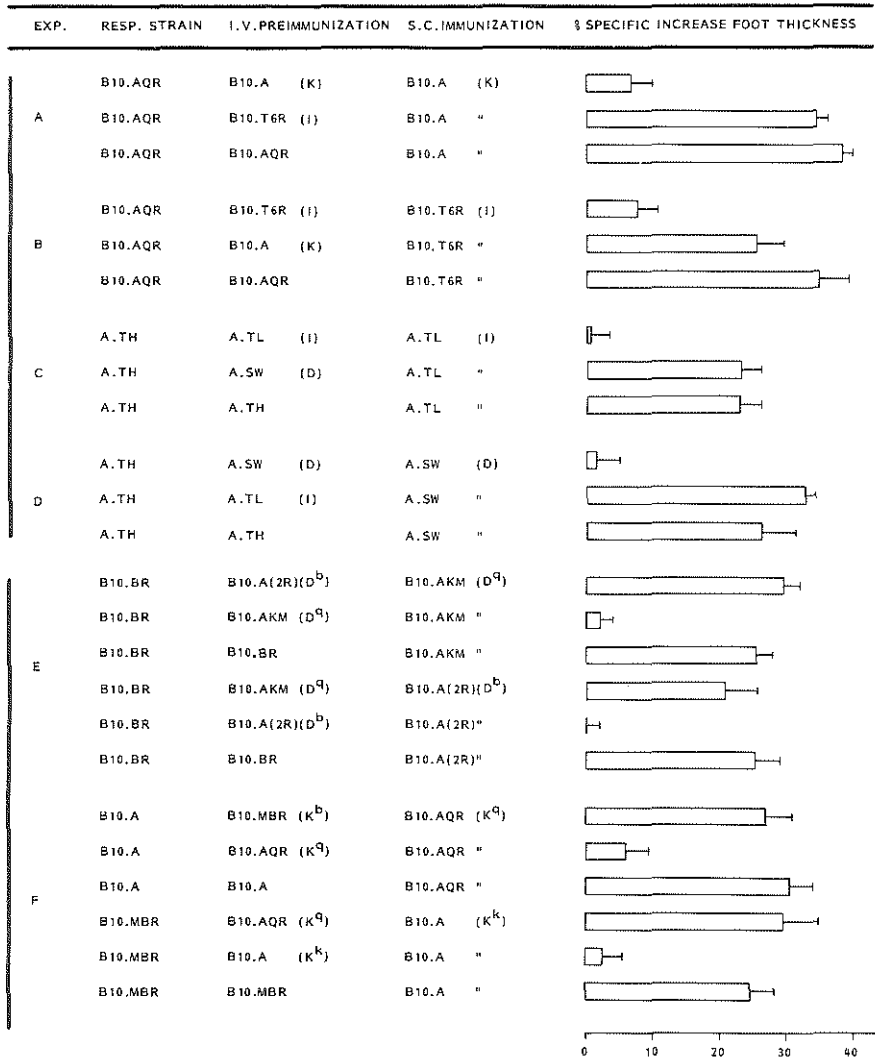 EXP. RESP. STRAIN I.V.PREIMMUNIZATION S.C.IMMUNIZATION % SPECIFIC INCREASE FOOT THICKNESS
B10.AQR B10.A (K) B10.A (K)
A B10.AQR B10.T6R (I) B10.A "
B10.AQR B10.AQR B10.A "
B10.AQR B10.T6R (I) B10.T6R (I)
B B10.AQR B10.A (K) B10.T6R "
B10.AQR B10.AQR B10.T6R "
A.TH A.TL (I) A.TL (I)
C A.TH A.SW (D) A.TL "
A.TH A.TH A.TL "
A.TH A.SW (D) A.SW (D)
D A.TH A.TL (I) A.SW "
A.TH A.TH A.SW "
B10.BR B10.A(2R)(D^b) B10.AKM (D^q)
B10.BR B10.AKM (D^q) B10.AKM "
E B10.BR B10.BR B10.AKM "
B10.BR B10.AKM (D^q) B10.A(2R)(D^b)
B10.BR B10.A(2R)(D^b) B10.A(2R)"
B10.BR B10.BR B10.A(2R)"
B10.A B10.MBR (K^b) B10.AQR (K^q)
B10.A B10.AQR (K^q) B10.AQR "
F B10.A B10.A B10.AQR "
B10.MBR B10.AQR (K^q) B10.A (K^k)
B10.MBR B10.A (K^k) B10.A "
B10.MBR B10.MBR B10.A "
0 10 20 30 40